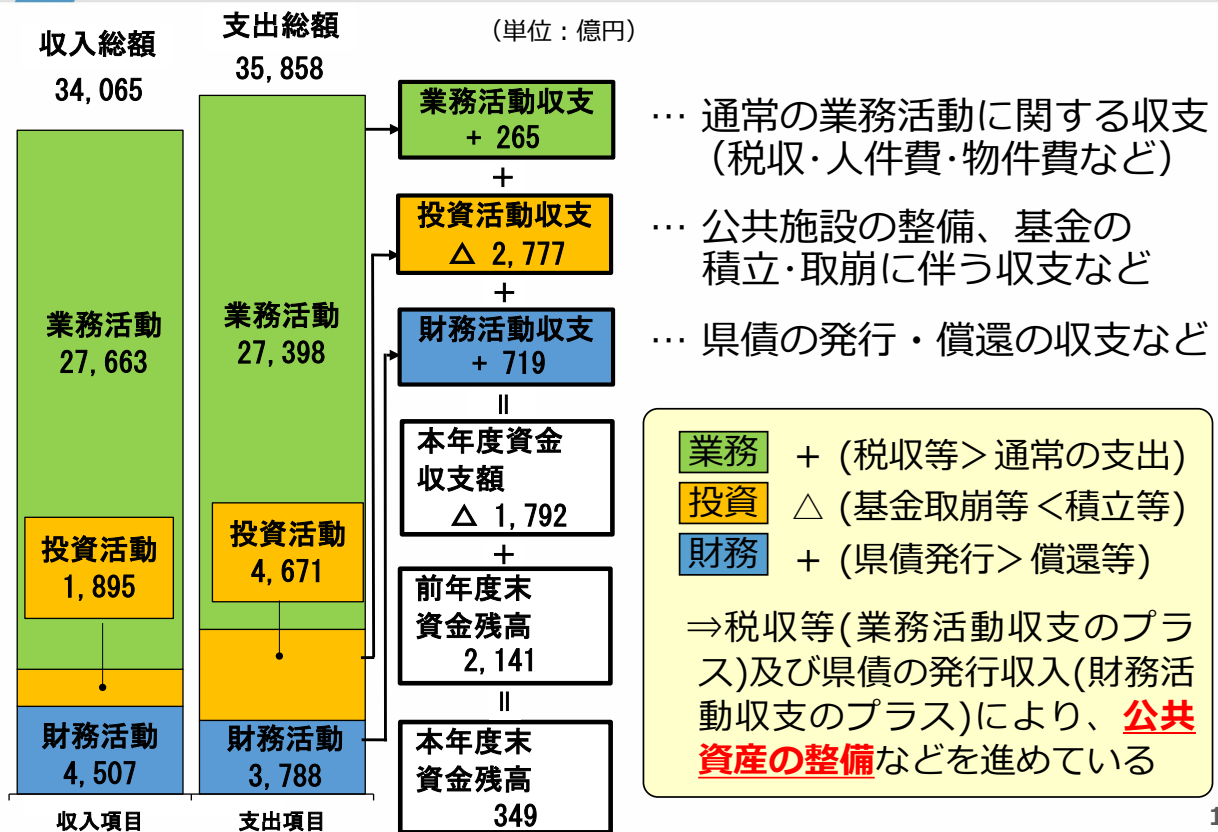 収入総額
34,065
支出総額
35,858
(単位：億円)
業務活動
27,663
投資活動
1,895
財務活動
4,507
収入項目
業務活動
27,398
投資活動
4,671
財務活動
3,788
支出項目
業務活動収支
+ 265
+
投資活動収支
△ 2,777
+
財務活動収支
+ 719
=
本年度資金
収支額
△ 1,792
+
前年度末
資金残高
2,141
=
本年度末
資金残高
349
… 通常の業務活動に関する収支
（税収･人件費･物件費など）
… 公共施設の整備、基金の
積立･取崩に伴う収支など
… 県債の発行・償還の収支など
業務 + (税収等＞通常の支出)
投資 △ (基金取崩等＜積立等)
財務 + (県債発行＞償還等)
⇒税収等(業務活動収支のプラ
ス)及び県債の発行収入(財務活
動収支のプラス)により、公共
資産の整備などを進めている